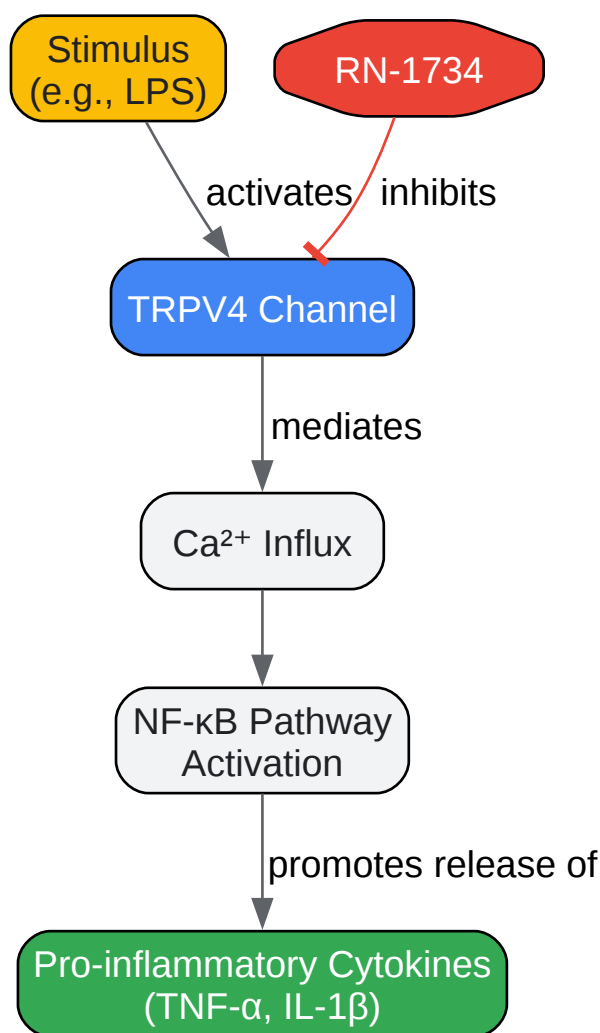 Stimulus
(e.g., LPS)
RN-1734
activates
inhibits
TRPV4 Channel
mediates
Ca²⁺ Influx
NF-κB Pathway
Activation
promotes release of
Pro-inflammatory Cytokines
(TNF-α, IL-1β)